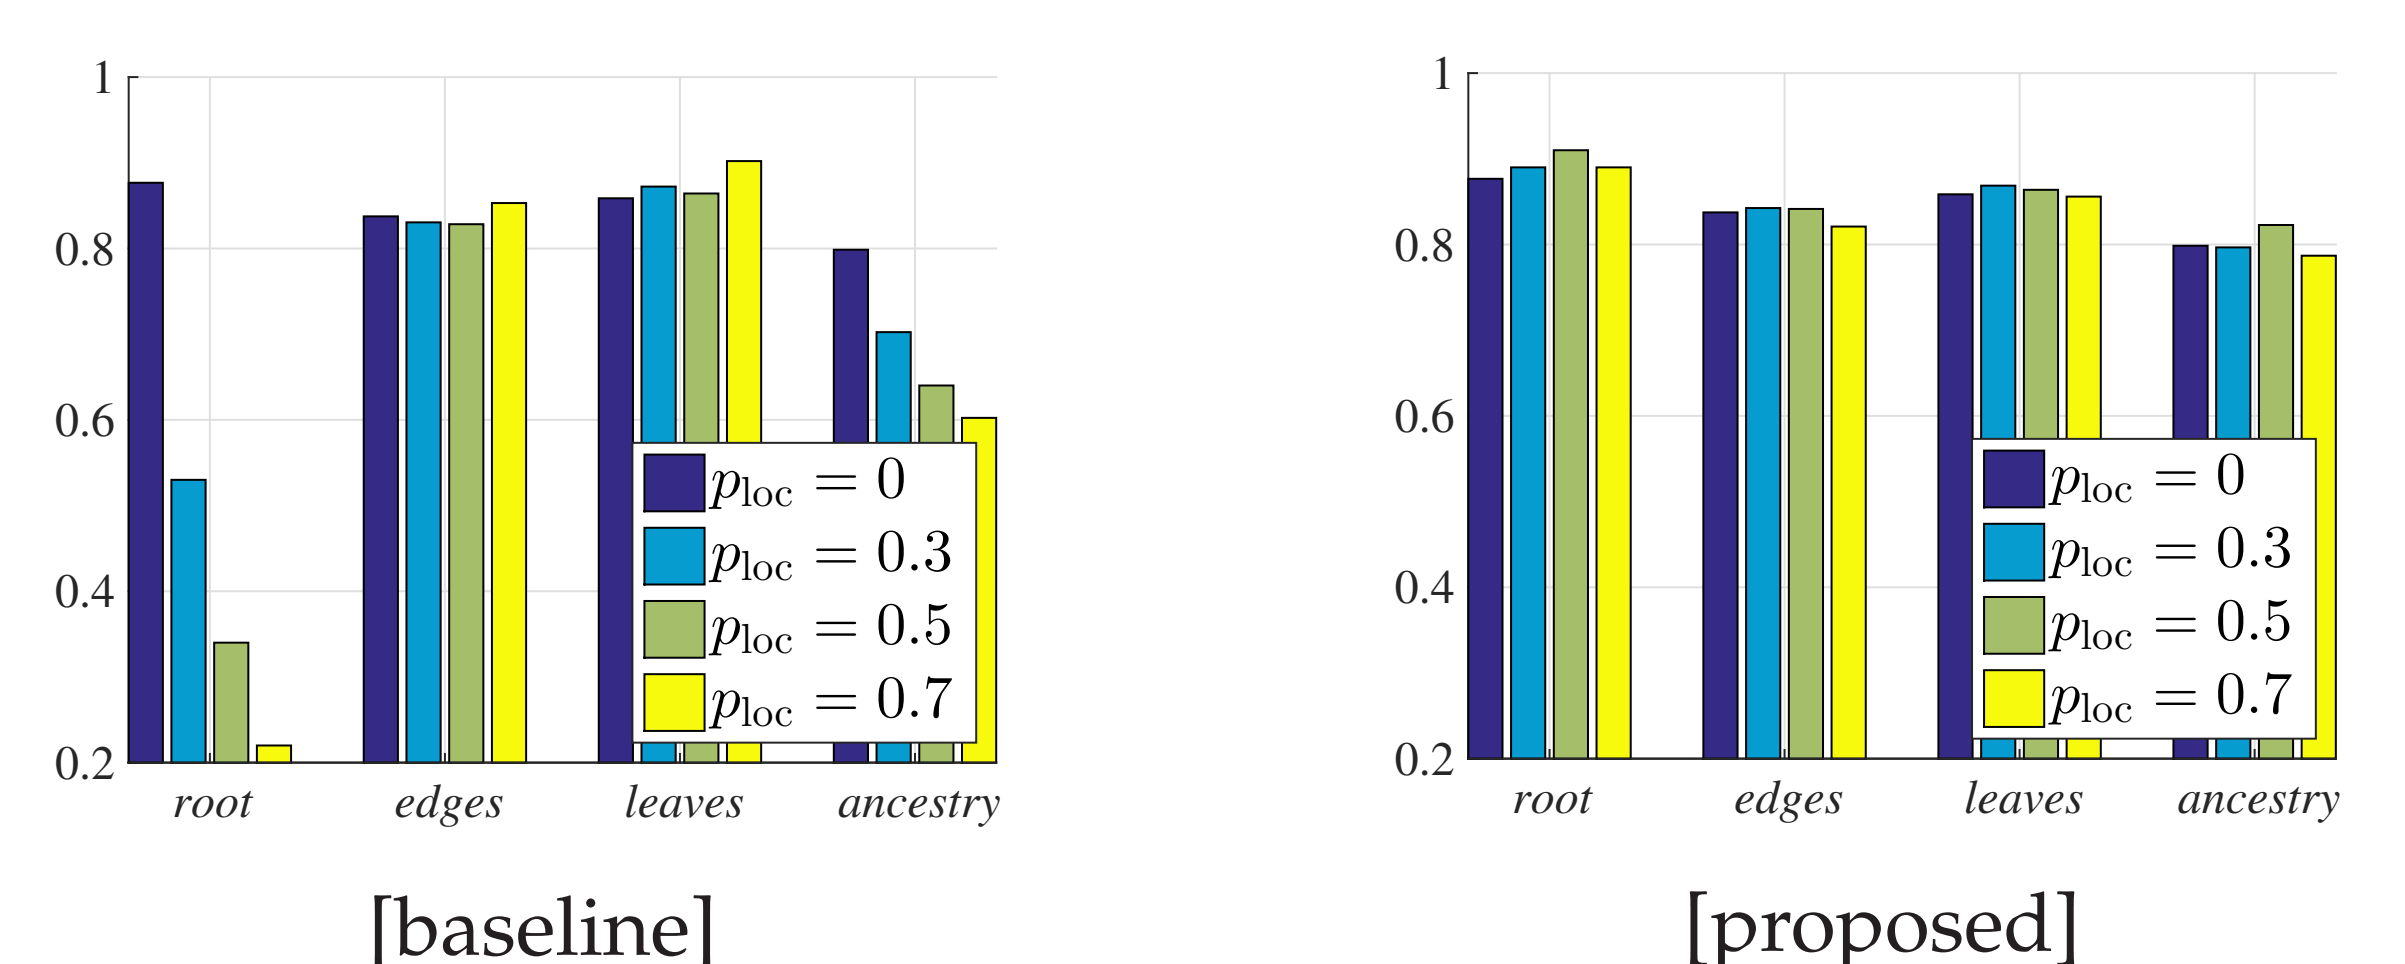 1
0.8
0.6
0.4
0.2
root edges leaves ancestry
p_loc = 0
p_loc = 0.3
p_loc = 0.5
p_loc = 0.7
[baseline]
1
0.8
0.6
0.4
0.2
root edges leaves ancestry
p_loc = 0
p_loc = 0.3
p_loc = 0.5
p_loc = 0.7
[proposed]